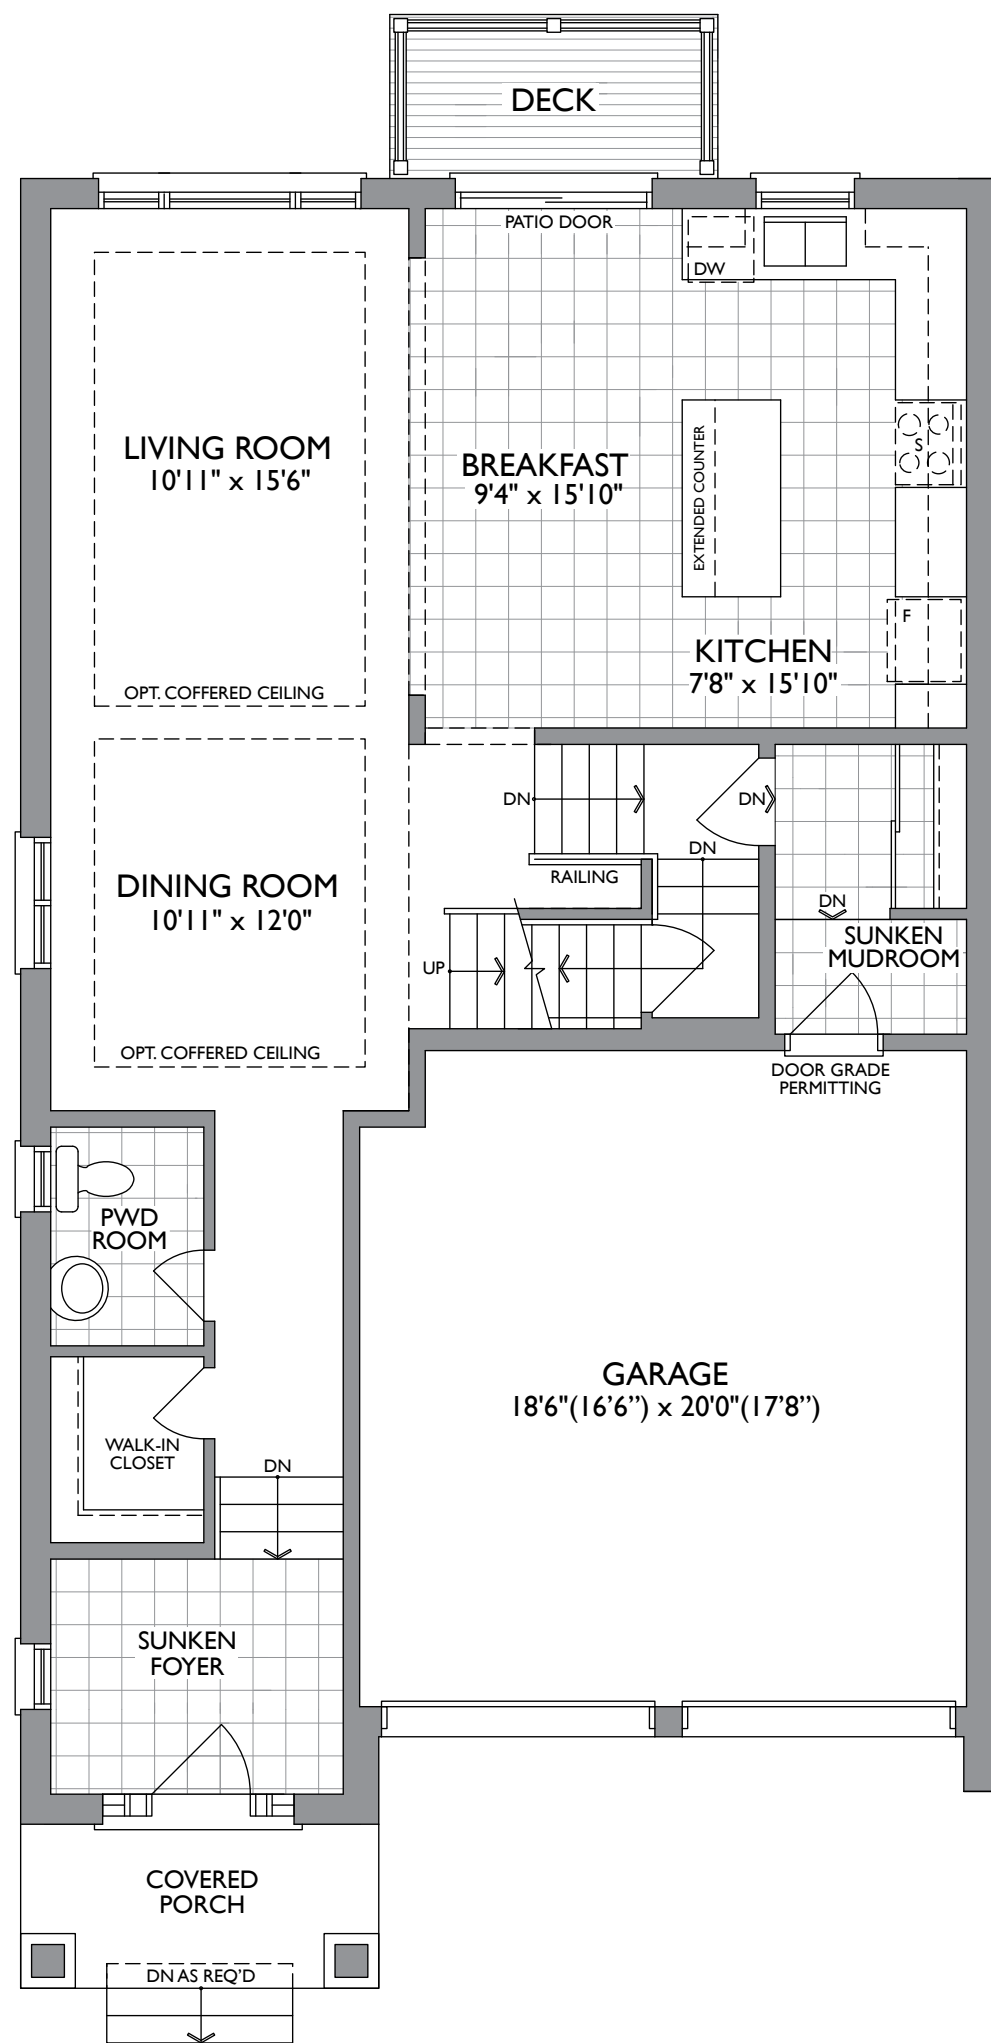 DECK
PATIO DOOR
DW
LIVING ROOM
10'11" x 15'6"
BREAKFAST
9'4" x 15'10"
EXTENDED COUNTER
S
F
KITCHEN
7'8" x 15'10"
OPT. COFFERED CEILING
DN
DN
DN
RAILING
DINING ROOM
10'11" x 12'0"
DN
SUNKEN
MUDROOM
UP
OPT. COFFERED CEILING
DOOR GRADE
PERMITTING
PWD
ROOM
GARAGE
18'6"(16'6”) x 20'0"(17'8”)
WALK-IN
CLOSET
DN
SUNKEN
FOYER
COVERED
PORCH
DN AS REQ'D